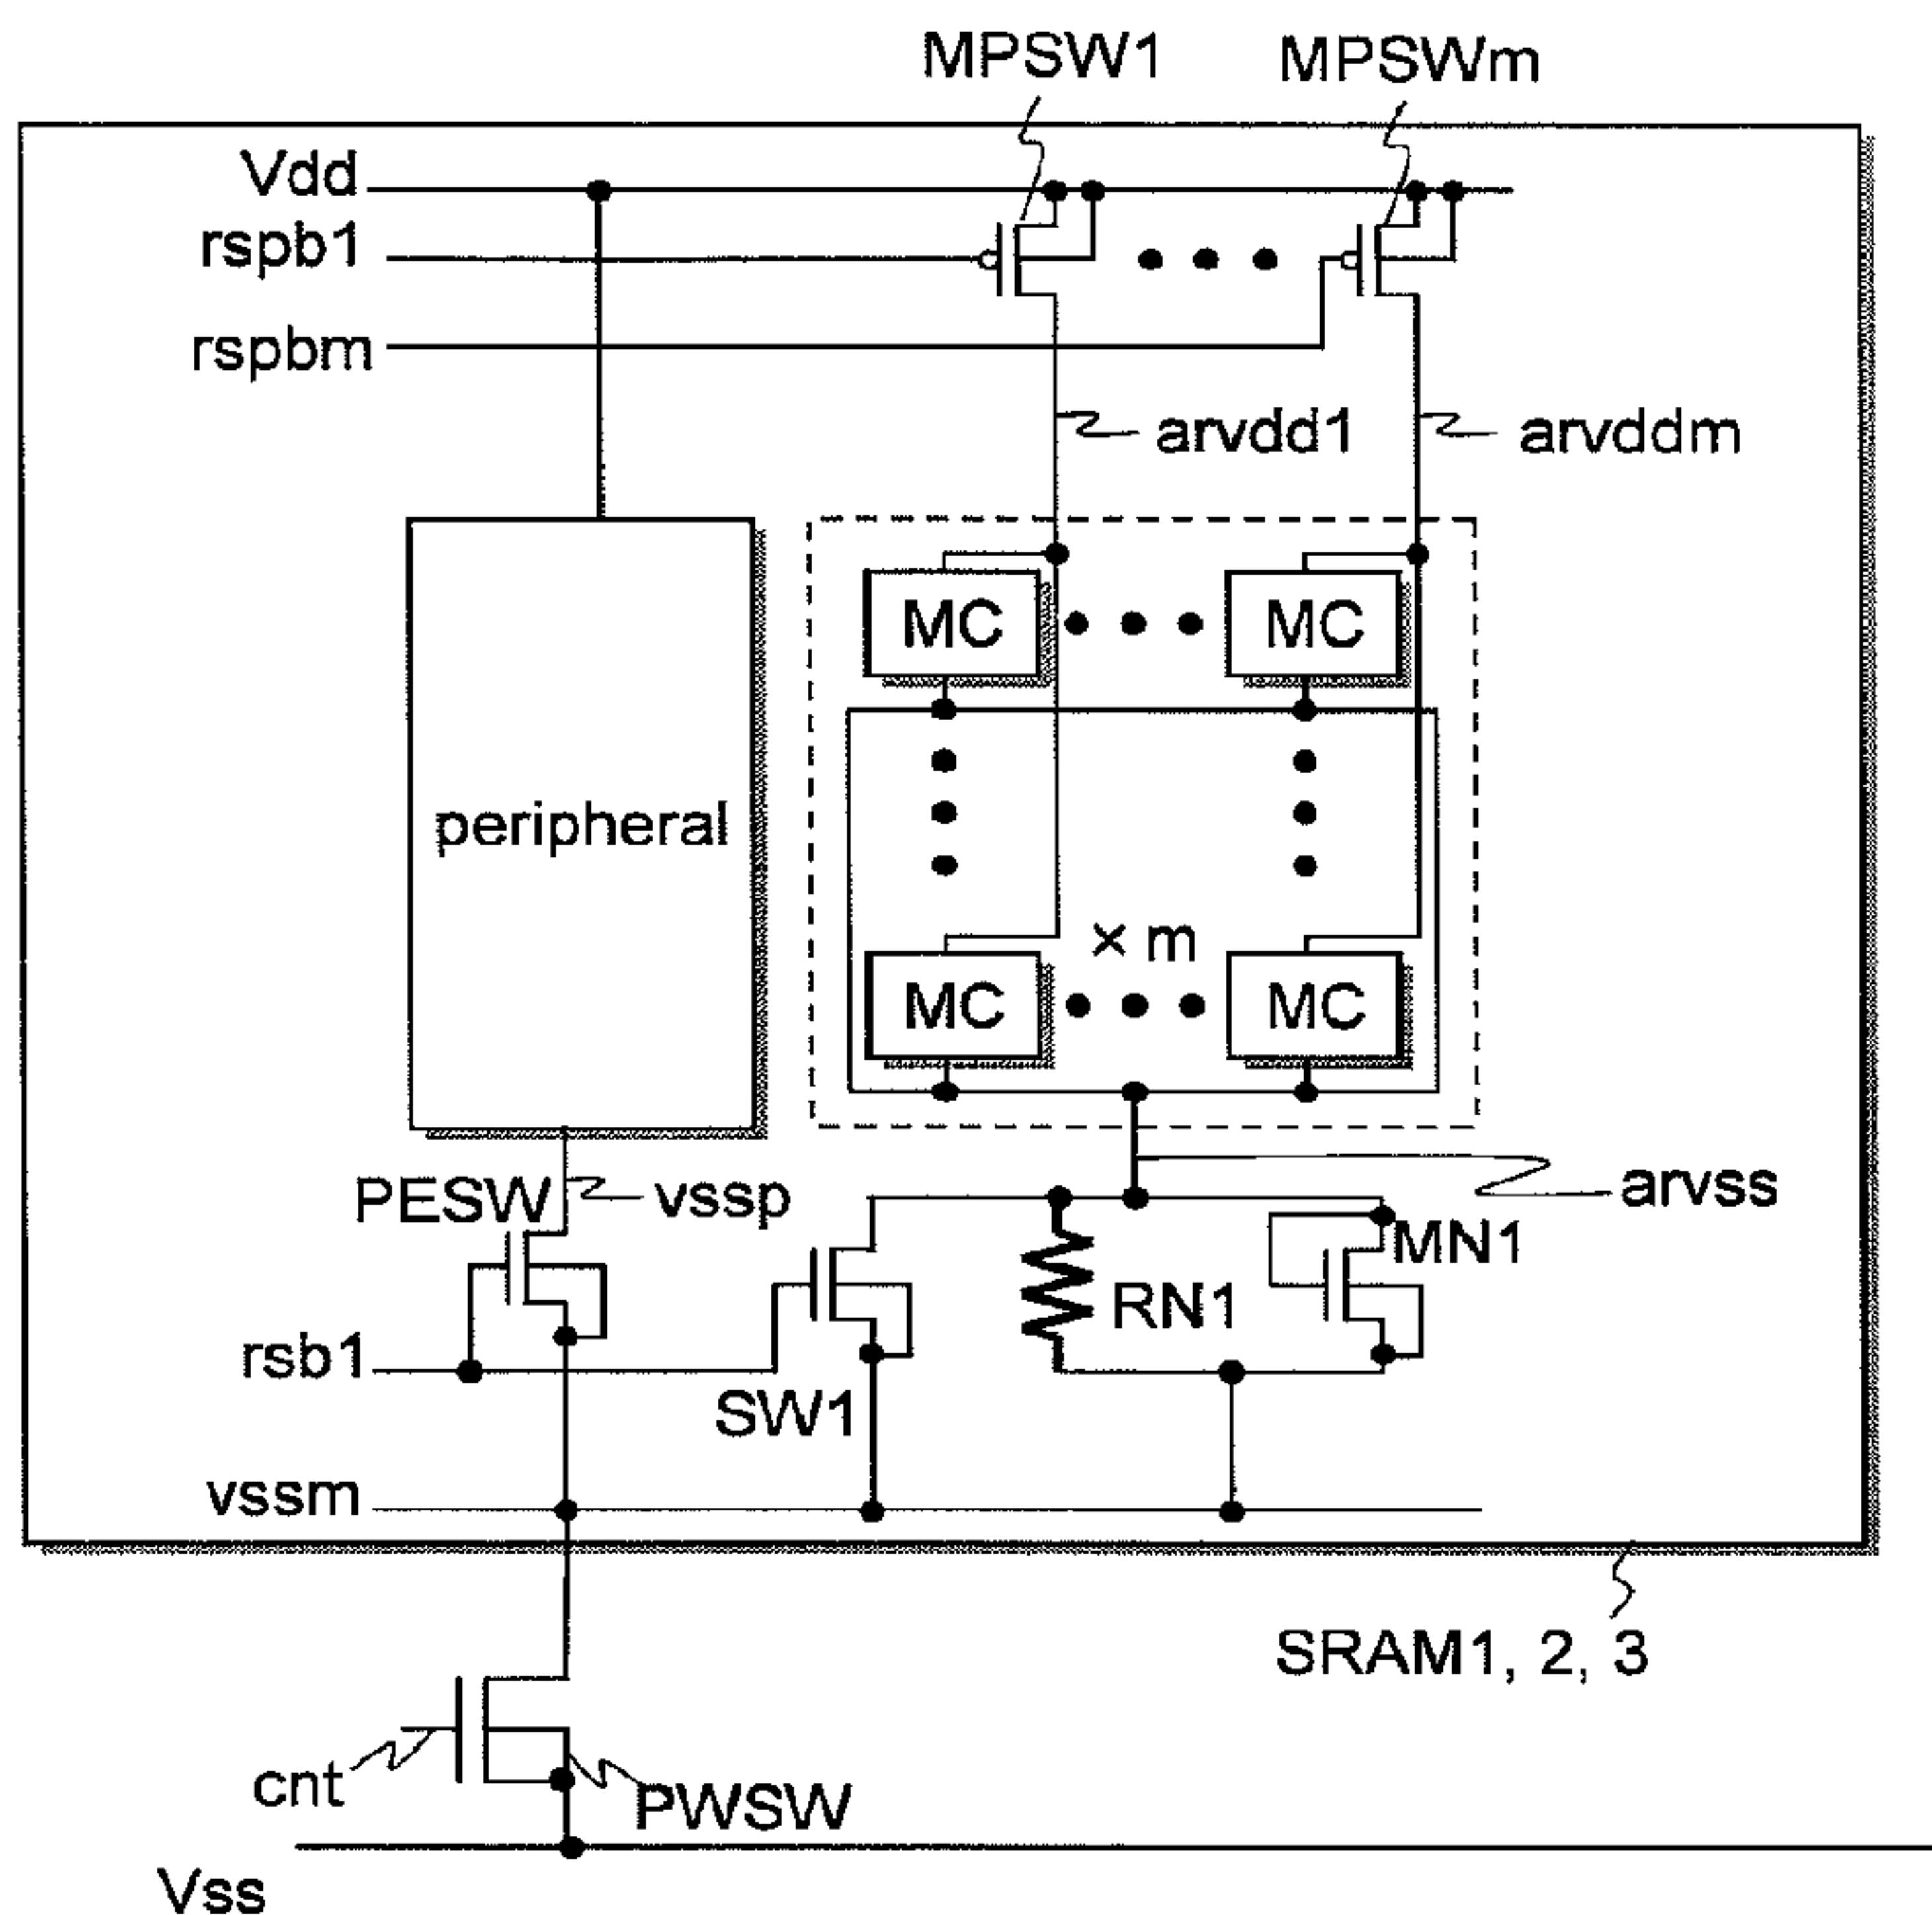 MPSW1 MPSWm
Vdd
rspb1
rspbm
arvdd1 arvddm
MC MC
peripheral
× m
MC MC
PESW vssp arvss
MN1
RN1
rsb1
SW1
vssm
SRAM1, 2, 3
cnt
PWSW
Vss